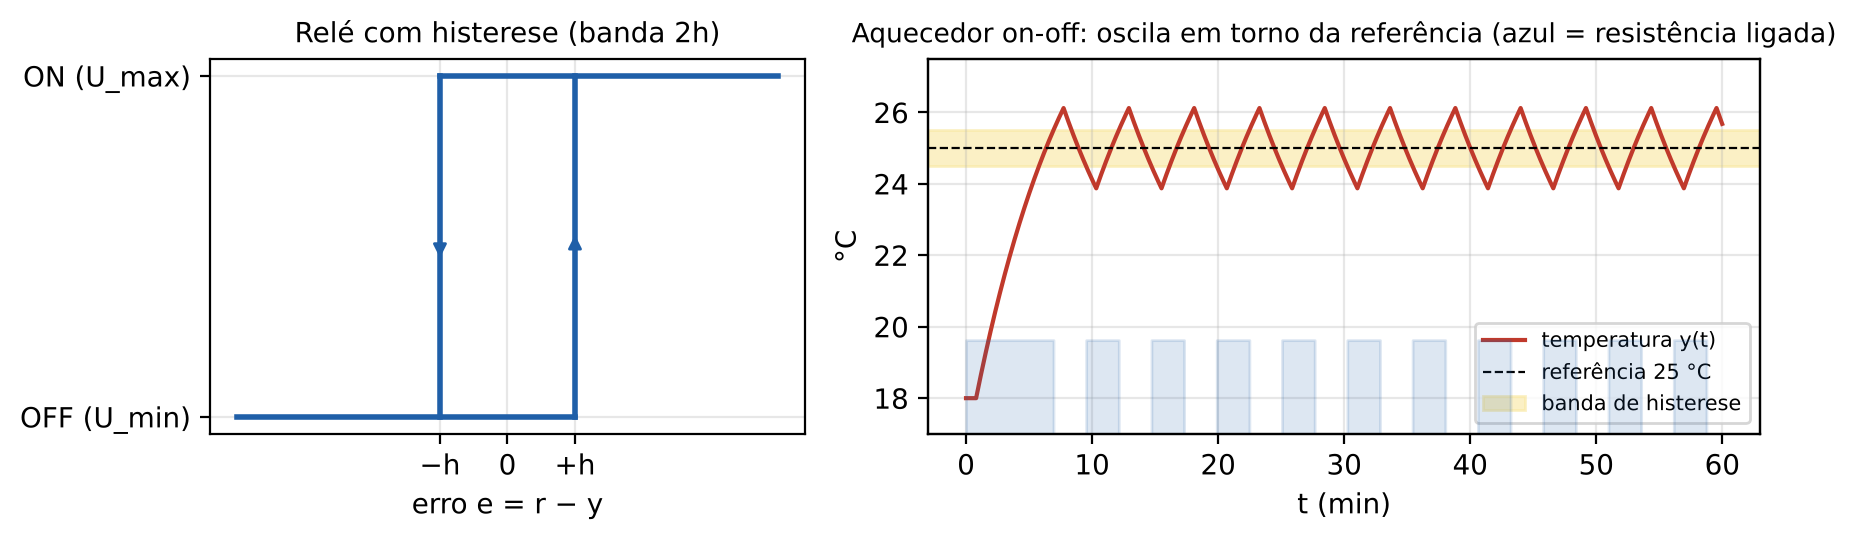 Relé com histerese (banda 2h)
ON (U_max)
OFF (U_min)
−h 0 +h
erro e = r − y
Aquecedor on-off: oscila em torno da referência (azul = resistência ligada)
°C
26
24
22
20
18
temperatura y(t)
referência 25 °C
banda de histerese
0 10 20 30 40 50 60
t (min)